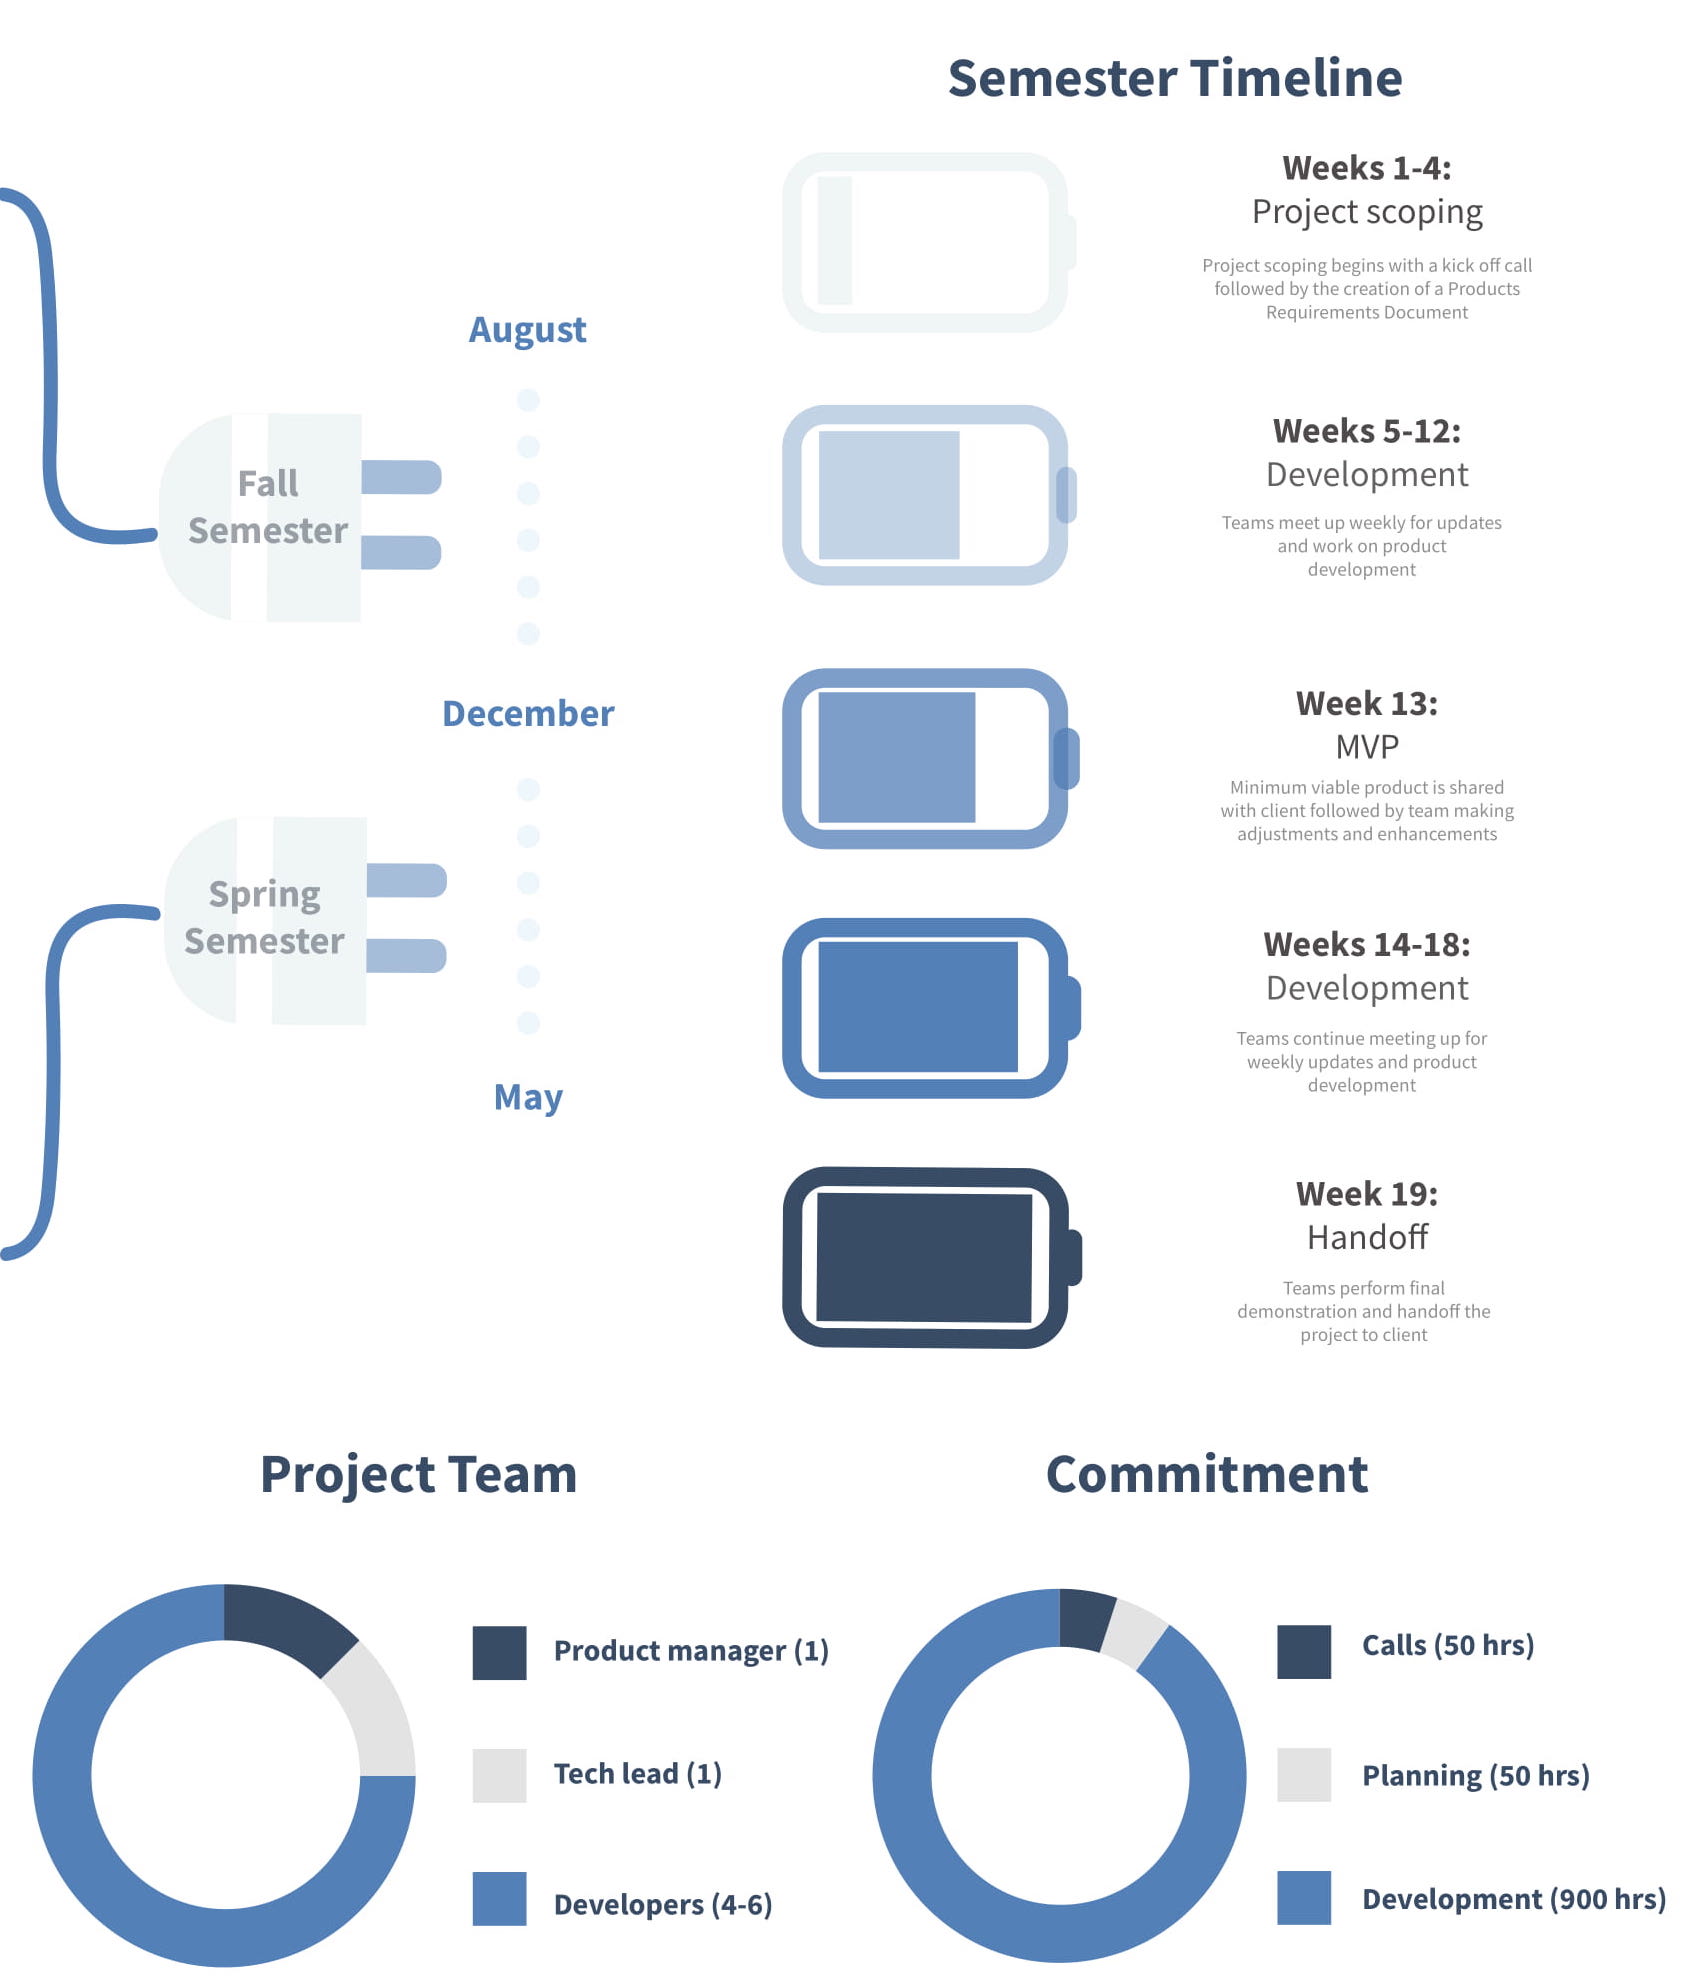 Semester Timeline
Weeks 1-4:
Project scoping
Project scoping begins with a kick off call
followed by the creation of a Products
Requirements Document
August
Fall
Semester
Weeks 5-12:
Development
Teams meet up weekly for updates
and work on product
development
December
Week 13:
MVP
Minimum viable product is shared
with client followed by team making
adjustments and enhancements
Spring
Semester
Weeks 14-18:
Development
Teams continue meeting up for
weekly updates and product
development
May
Week 19:
Handoff
Teams perform final
demonstration and handoff the
project to client
Project Team
Product manager (1)
Tech lead (1)
Developers (4-6)
Commitment
Calls (50 hrs)
Planning (50 hrs)
Development (900 hrs)